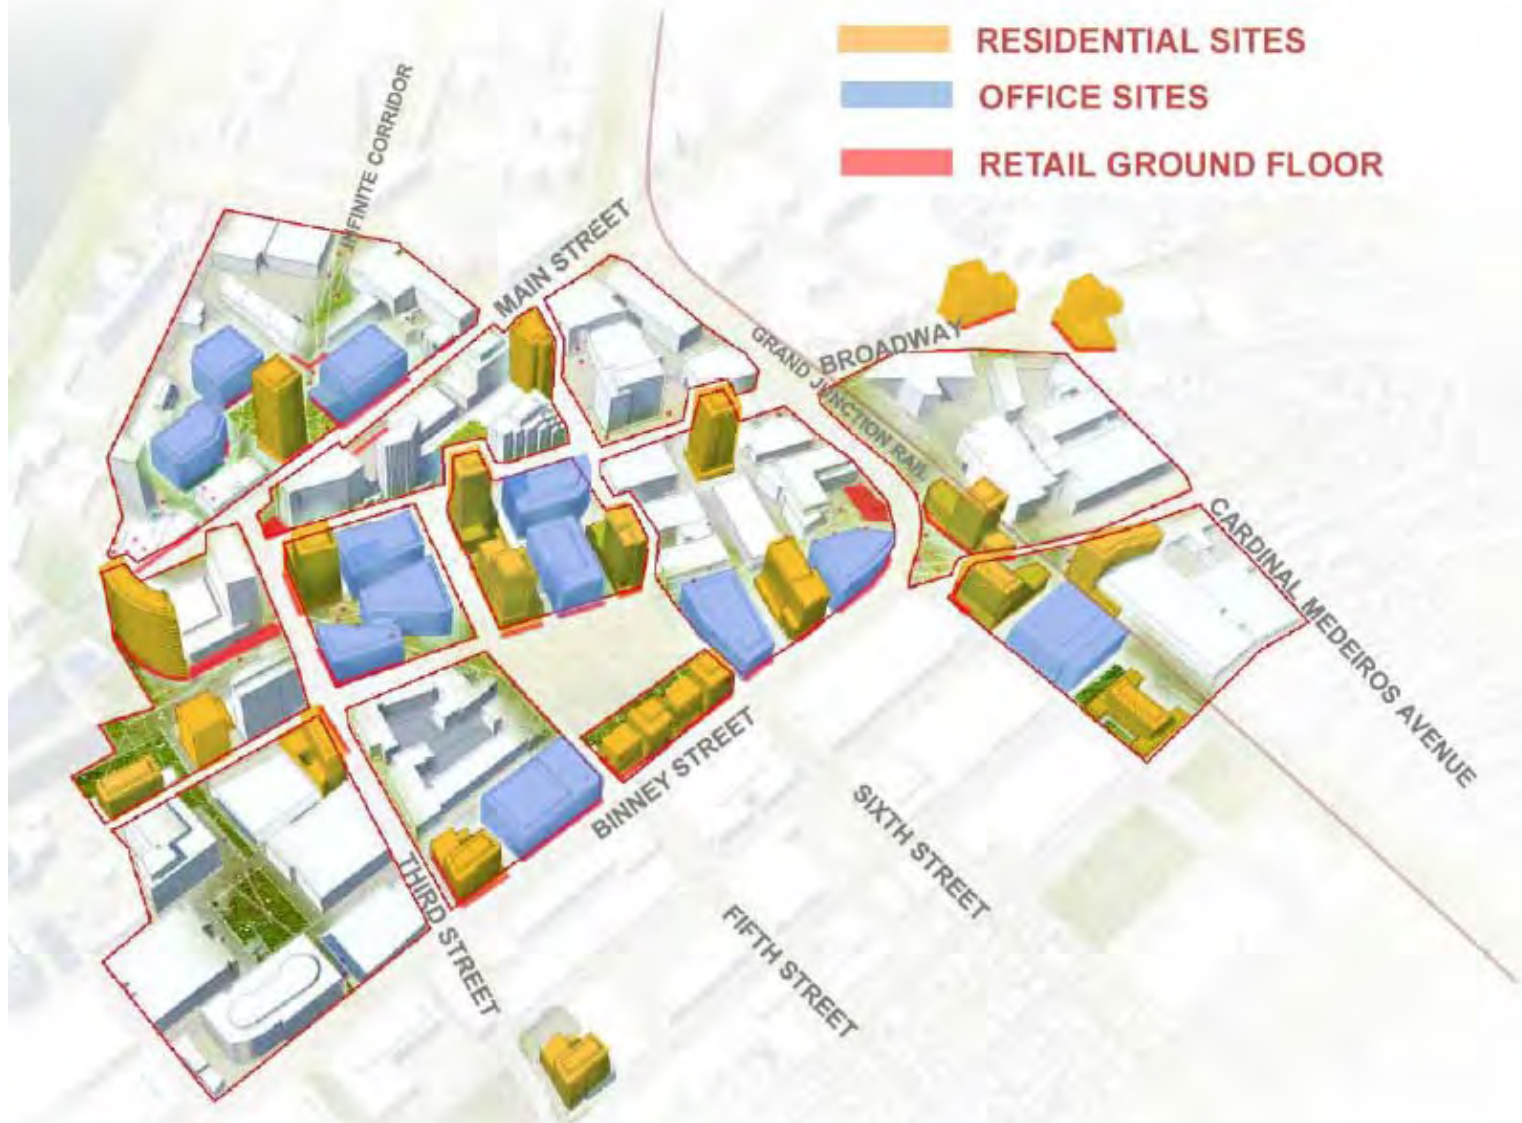 RESIDENTIAL SITES
OFFICE SITES
RETAIL GROUND FLOOR
INFINITE CORRIDOR
MAIN STREET
BROADWAY
GRAND JUNCTION RAIL
CARDINAL MEDEIROS AVENUE
BINNEY STREET
SIXTH STREET
THIRD STREET
FIFTH STREET